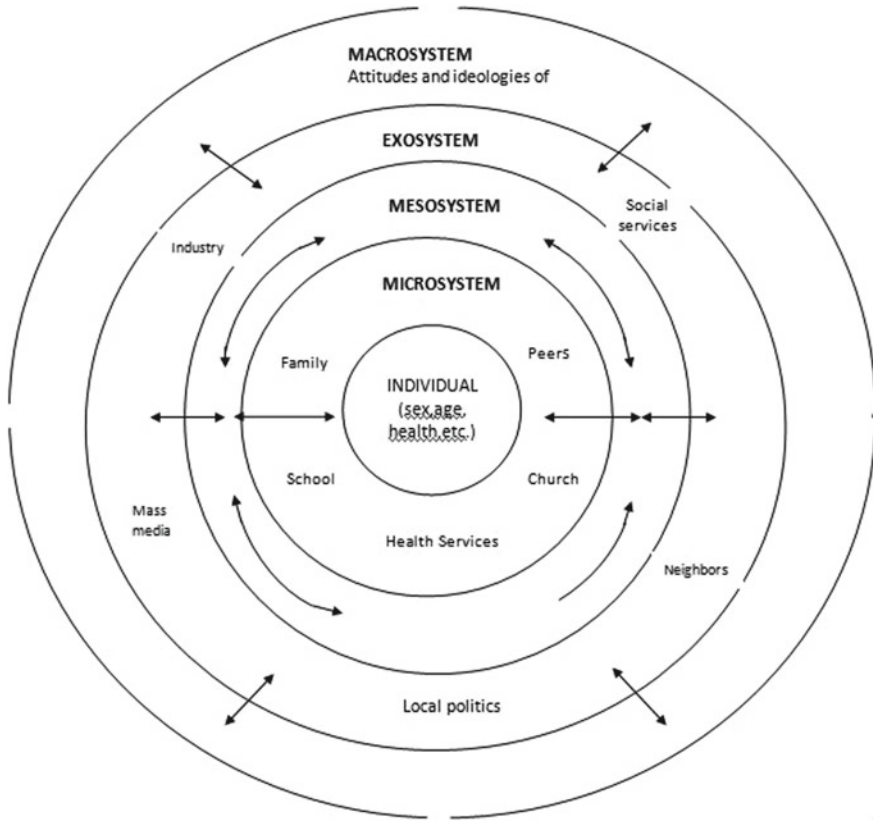 MACROSYSTEM
Attitudes and ideologies of
EXOSYSTEM
Social
services
MESOSYSTEM
Industry
MICROSYSTEM
Family
Peers
INDIVIDUAL
(sex,age,
health,etc.)
School
Church
Mass
media
Health Services
Neighbors
Local politics